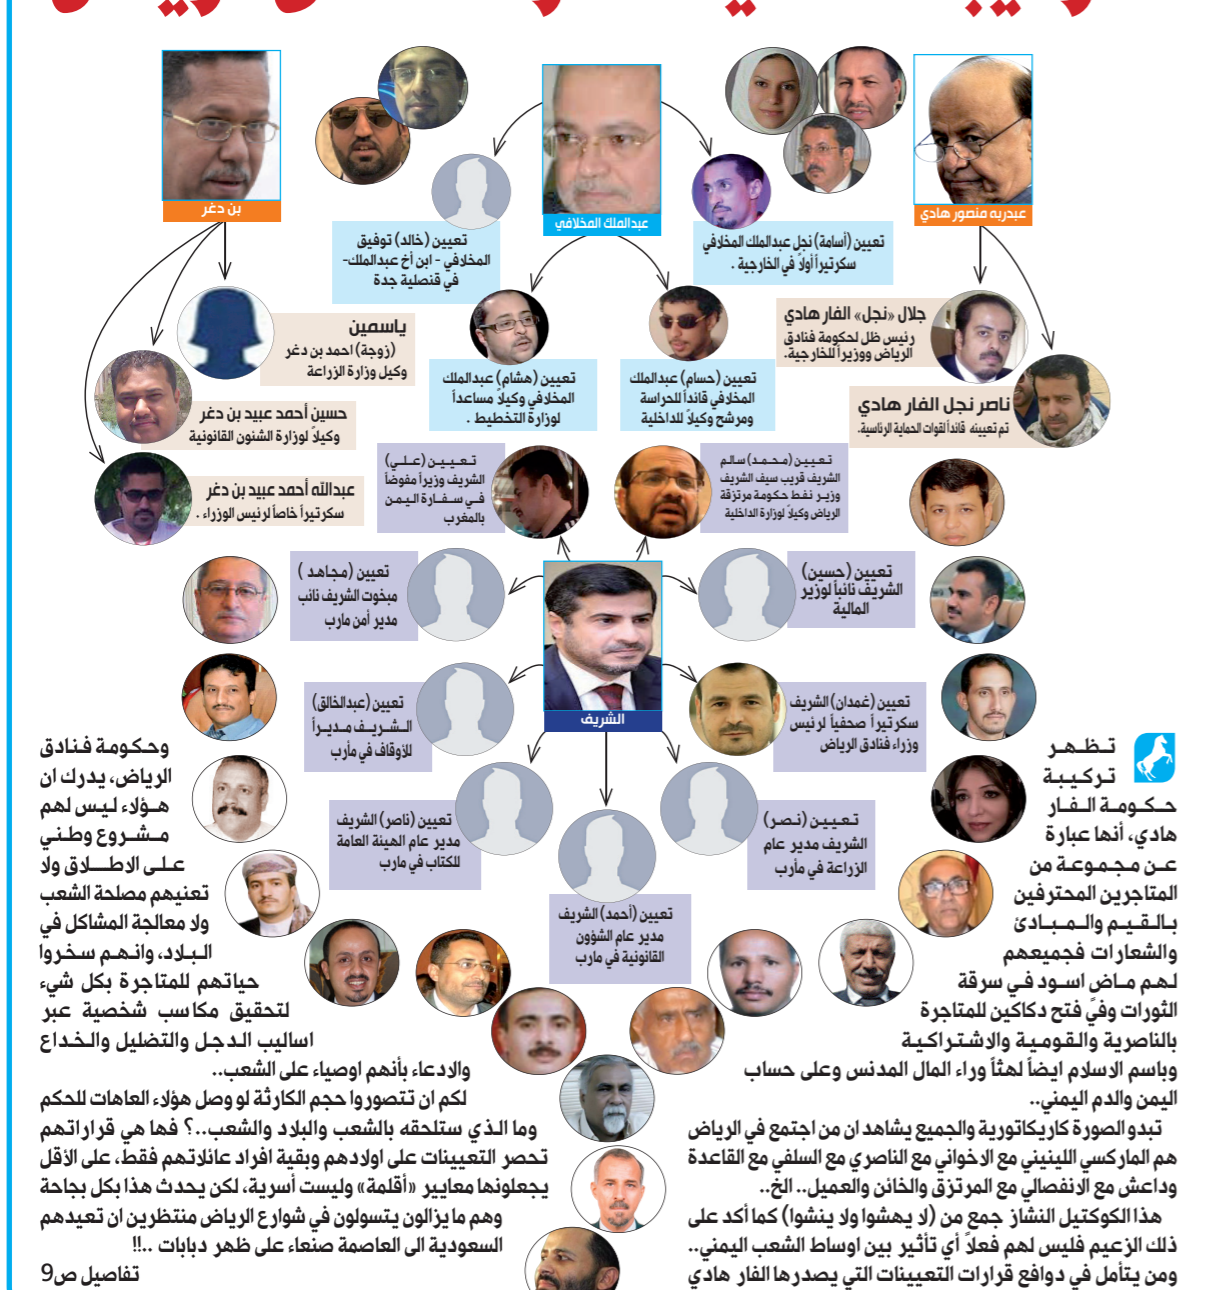 عبدربه منصور هادي
عبدالملك المخلافي
بن دغر
تعيين (أسامة) نجل عبدالملك المخلافي
سكرتيراً أولاً في الخارجية .
تعيين (خالد) توفيق
المخلافي - ابن أخ عبدالملك-
في قنصلية جدة
جلال «نجل» الفار هادي
رئيس ظل لحكومة فنادق
الرياض ووزيراً للخارجية.
ناصر نجل الفار هادي
تم تعيينه قائداً لقوات الحماية الرئاسية.
تعيين (حسام) عبدالملك
المخلافي قائداً للحراسة
ومرشح وكيلاً للداخلية
تعيين (هشام) عبدالملك
المخلافي وكيلاً مساعداً
لوزارة التخطيط .
ياسمين
(زوجة) احمد بن دغر
وكيل وزارة الزراعة
حسين أحمد عبيد بن دغر
وكيلاً لوزارة الشئون القانونية
عبدالله أحمد عبيد بن دغر
سكرتيراً خاصاً لرئيس الوزراء .
تعيين (محمد) سالم
الشريف قريب سيف الشريف
وزير نفط حكومة مرتزقة
الرياض وكيلاً لوزارة الداخلية
تعيين (علي)
الشريف وزيراً مفوضاً
في سفارة اليمن
بالمغرب
تعيين (حسين)
الشريف نائباً لوزير
المالية
تعيين (مجاهد )
مبخوت الشريف نائب
مدير أمن مارب
الشريف
تعيين (غمدان) الشريف
سكرتيراً صحفياً لرئيس
وزراء فنادق الرياض
تعيين (عبدالخالق)
الشريف مديراً
للأوقاف في مأرب
تعيين (نصر)
الشريف مدير عام
الزراعة في مأرب
تعيين (ناصر) الشريف
مدير عام الهيئة العامة
للكتاب في مارب
تعيين (أحمد) الشريف
مدير عام الشؤون
القانونية في مارب
تظهر
تركيبة
حكومة الفار
هادي، أنها عبارة
عن مجموعة من
المتاجرين المحترفين
بالقيم والمبادئ
والشعارات فجميعهم
لهم ماض اسود في سرقة
الثورات وفي فتح دكاكين للمتاجرة
بالناصرية والقومية والاشتراكية
وباسم الاسلام ايضاً لهثاً وراء المال المدنس وعلى حساب
اليمن والدم اليمني..
تبدو الصورة كاريكاتورية والجميع يشاهد ان من اجتمع في الرياض
هم الماركسي اللينيني مع الاخواني مع الناصري مع السلفي مع القاعدة
وداعش مع الانفصالي مع المرتزق والخائن والعميل.. الخ..
هذا الكوكتيل النشاز جمع من (لا يهشوا ولا ينشوا) كما أكد على
ذلك الزعيم فليس لهم فعلاً أي تأثير بين اوساط الشعب اليمني..
ومن يتأمل في دوافع قرارات التعيينات التي يصدرها الفار هادي
وحكومة فنادق
الرياض، يدرك ان
هؤلاء ليس لهم
مشروع وطني
على الاطلاق ولا
تعنيهم مصلحة الشعب
ولا معالجة المشاكل في
البلاد، وانهم سخروا
حياتهم للمتاجرة بكل شيء
لتحقيق مكاسب شخصية عبر
اساليب الدجل والتضليل والخداع
والادعاء بأنهم اوصياء على الشعب..
لكم ان تتصوروا حجم الكارثة لو وصل هؤلاء العاهات للحكم
وما الذي ستلحقه بالشعب والبلاد والشعب..؟ فها هي قراراتهم
تحصر التعيينات على اولادهم وبقية افراد عائلاتهم فقط، على الأقل
يجعلونها معايير «أقلمة» وليست أسرية، لكن يحدث هذا بكل بجاحة
وهم مايزالون يتسولون في شوارع الرياض منتظرين ان تعيدهم
السعودية الى العاصمة صنعاء على ظهر دبابات ..!!
تفاصيل ص9